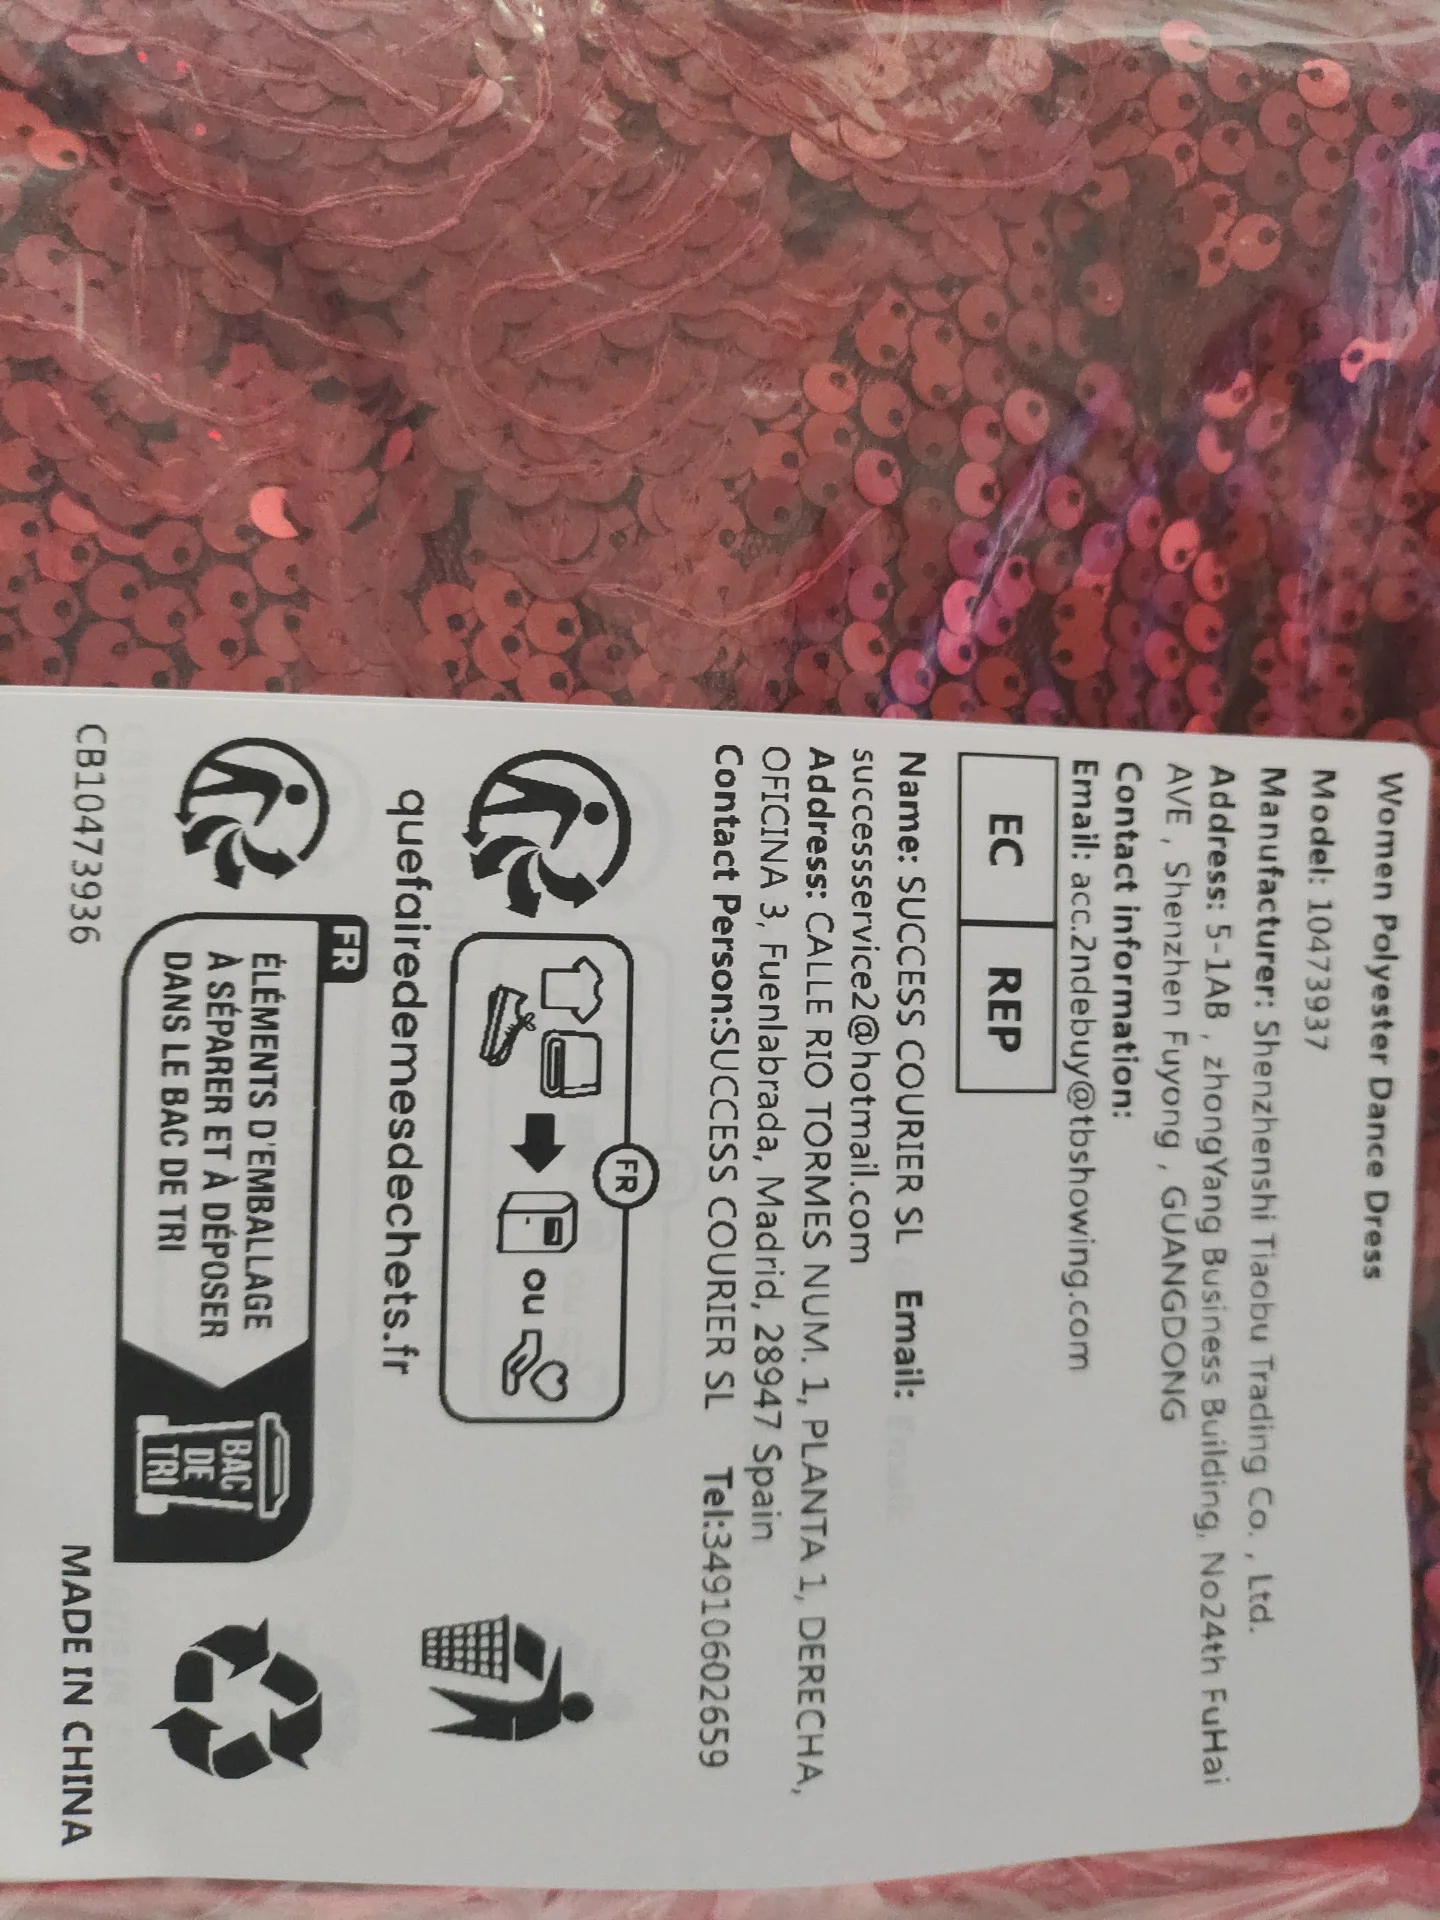 Women Polyester Dance Dress
Model: 10473937
Manufacturer: Shenzhenshi Tiaobu Trading Co. , Ltd.
Address: 5-1AB , zhongYang Business Building, No24th FuHai
AVE , Shenzhen Fuyong , GUANGDONG
Contact information:
Email: acc.2ndebuy@tbshowing.com
EC REP
Name: SUCCESS COURIER SL Email:
successservice2@hotmail.com
Address: CALLE RIO TORMES NUM. 1, PLANTA 1, DERECHA,
OFICINA 3, Fuenlabrada, Madrid, 28947 Spain
Contact Person:SUCCESS COURIER SL Tel:34910602659
FR
ou
quefairedemesdechets.fr
FR
ÉLÉMENTS D'EMBALLAGE
À SÉPARER ET À DÉPOSER
DANS LE BAC DE TRI
BAC
DE
TRI
CB10473936
MADE IN CHINA